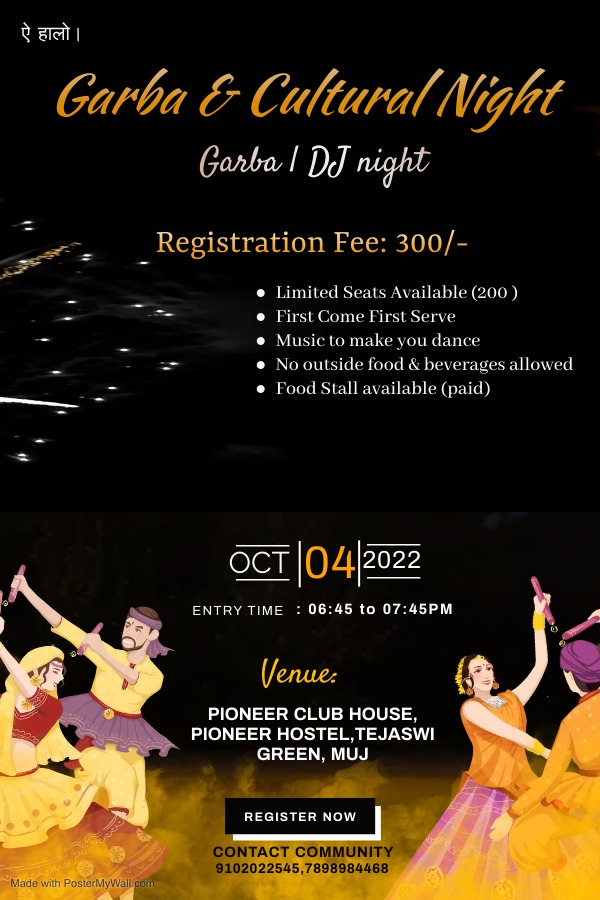 ऐ हालो।
Garba & Cultural Night
Garba | DJ night
Registration Fee: 300/-
● Limited Seats Available (200 )
● First Come First Serve
● Music to make you dance
● No outside food & beverages allowed
● Food Stall available (paid)
OCT 04 2022
ENTRY TIME : 06:45 to 07:45PM
Venue:
PIONEER CLUB HOUSE,
PIONEER HOSTEL,TEJASWI
GREEN, MUJ
REGISTER NOW
CONTACT COMMUNITY
9102022545,7898984468
Made with PosterMyWall.com